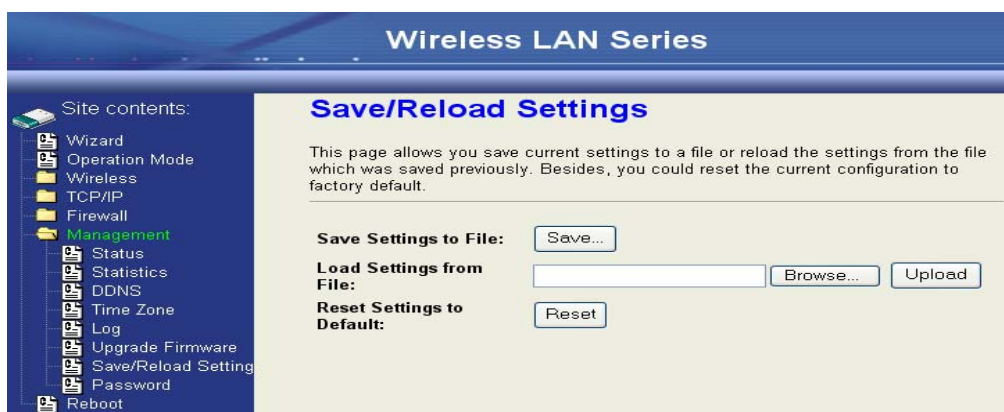 Wireless LAN Series
Site contents:
Wizard
Operation Mode
Wireless
TCP/IP
Firewall
Management
Status
Statistics
DDNS
Time Zone
Log
Upgrade Firmware
Save/Reload Setting
Password
Reboot
Save/Reload Settings
This page allows you save current settings to a file or reload the settings from the file
which was saved previously. Besides, you could reset the current configuration to
factory default.
Save Settings to File: Save...
Load Settings from
File: Browse... Upload
Reset Settings to
Default: Reset